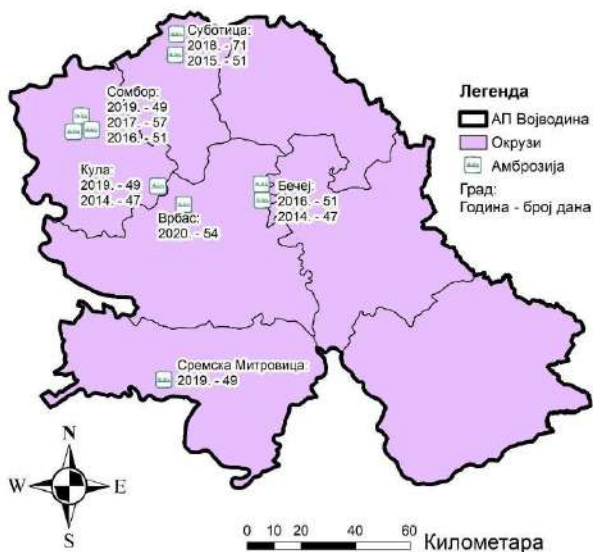 Суботица:
2018. - 71
2015. - 51
Сомбор:
2019. - 49
2017. - 57
2016. - 51
Кула:
2019. - 49
2014. - 47
Врбас:
2020. - 54
Бечеј:
2016. - 51
2014. - 47
Сремска Митровица:
2019. - 49
Легенда
АП Војводина
Окрузи
Амброзија
Град:
Година - број дана
N
W E
S
0 10 20 40 60 Километара